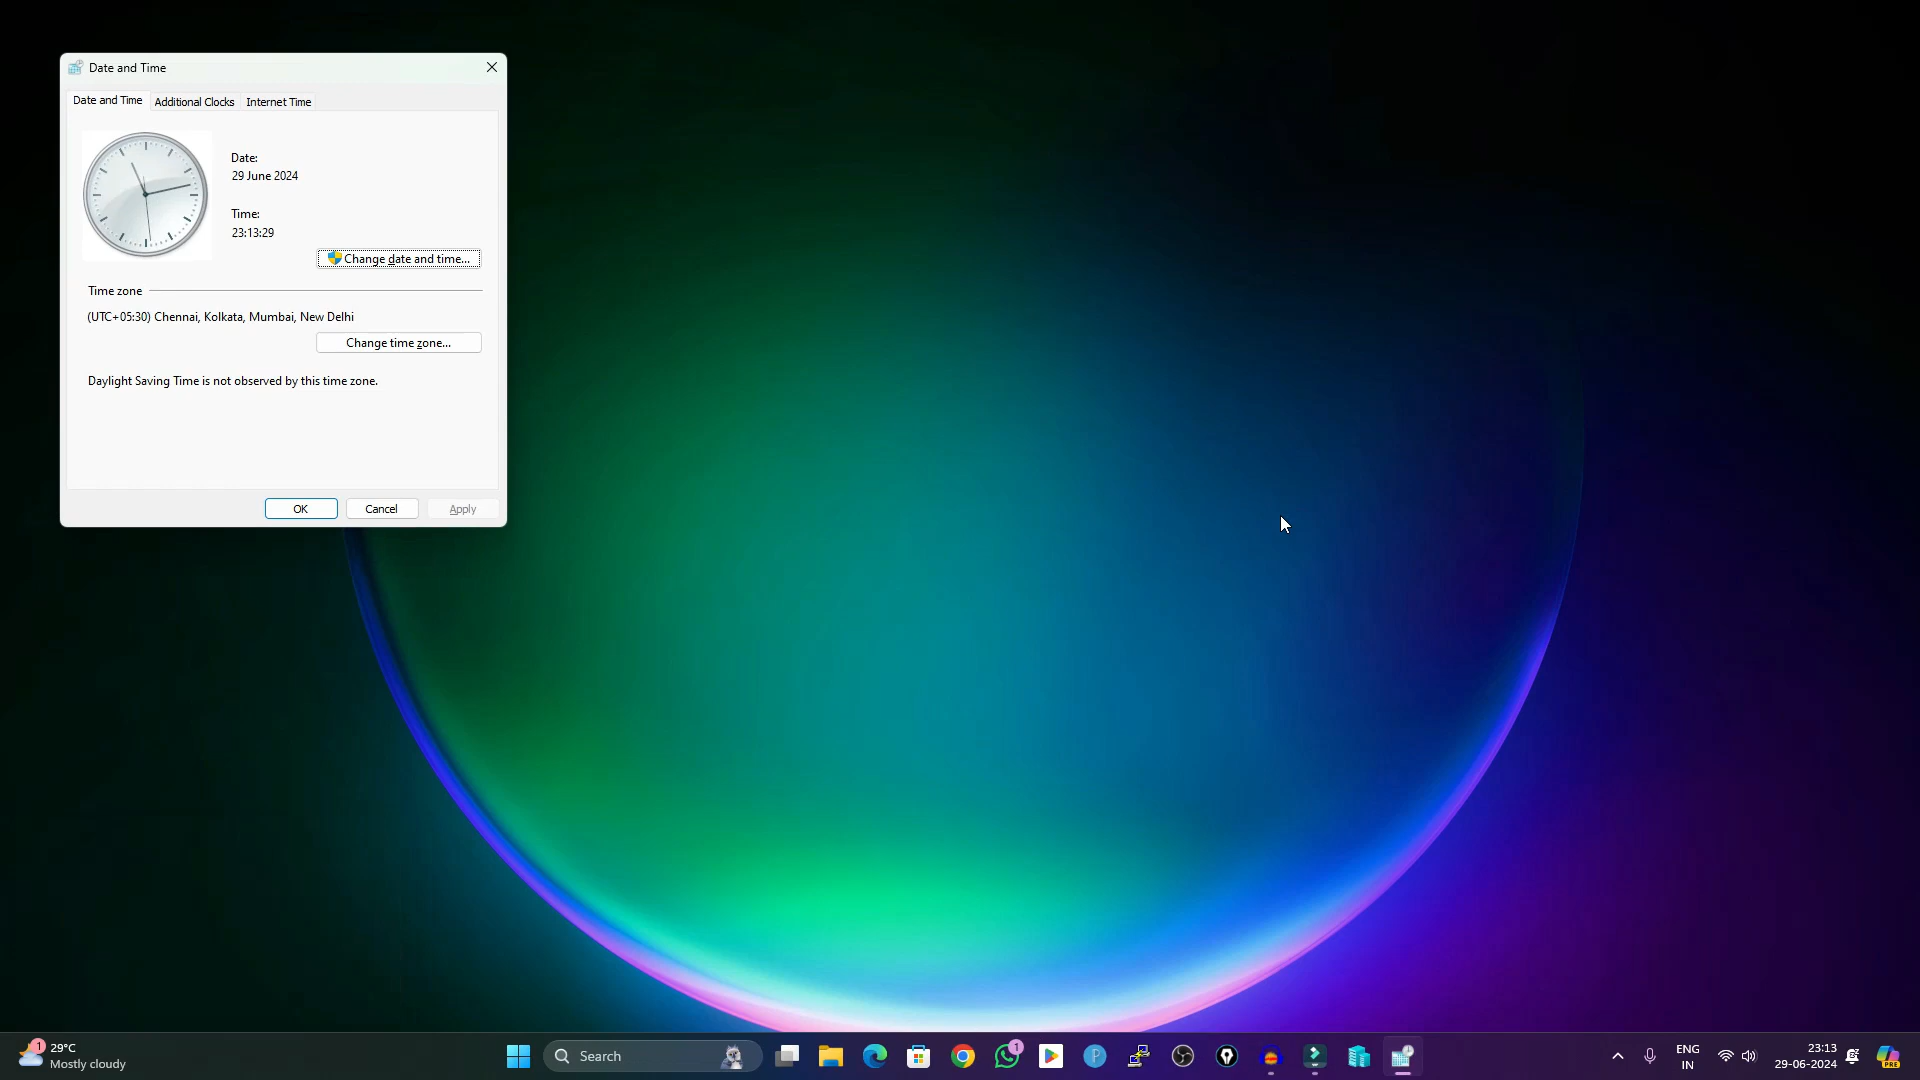 Date and Time
Date and Time
Additional Clocks
Internet Time
Date:
29 June 2024
Time:
23:13:29
Change date and time...
Time zone
(UTC+05:30) Chennai, Kolkata, Mumbai, New Delhi
Change time zone...
Daylight Saving Time is not observed by this time zone.
OK
Cancel
Apply
1
29°C
Mostly cloudy
Search
1
P
ENG
IN
23:13
29-06-2024
PRE